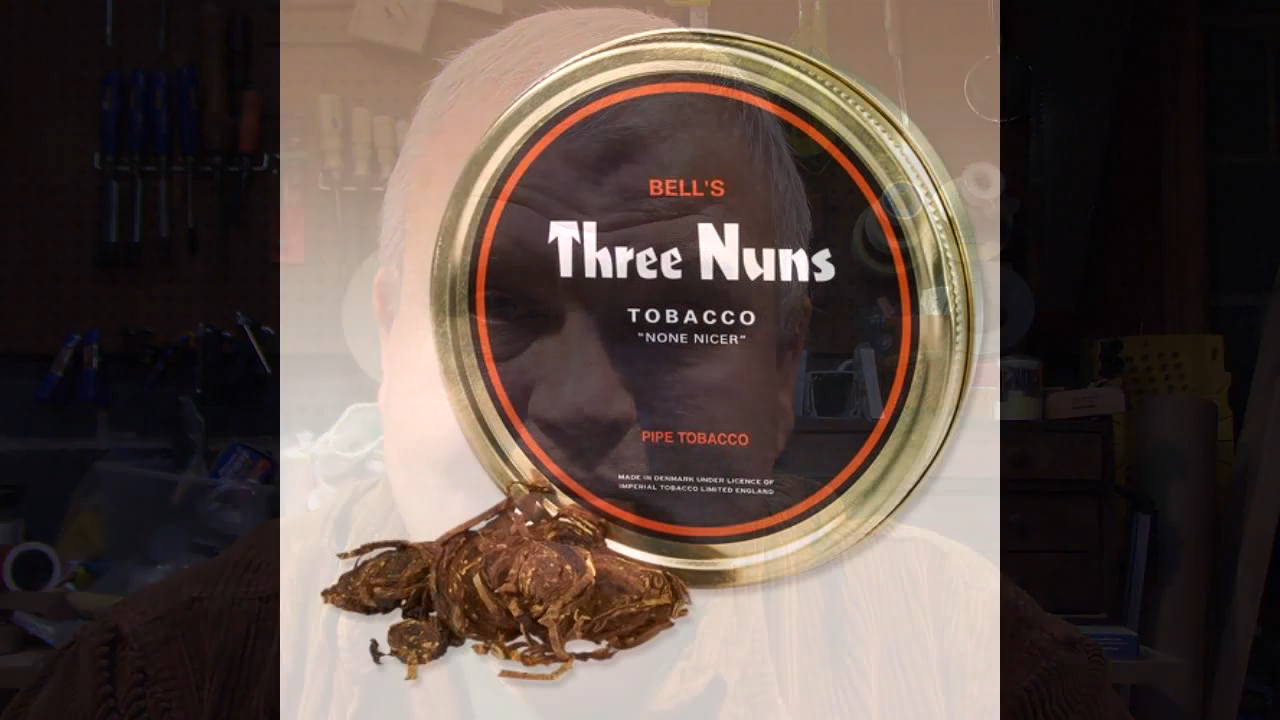 BELL'S
Three Nuns
TOBACCO
"NONE NICER"
PIPE TOBACCO
MADE IN DENMARK UNDER LICENCE OF
IMPERIAL TOBACCO LIMITED ENGLAND